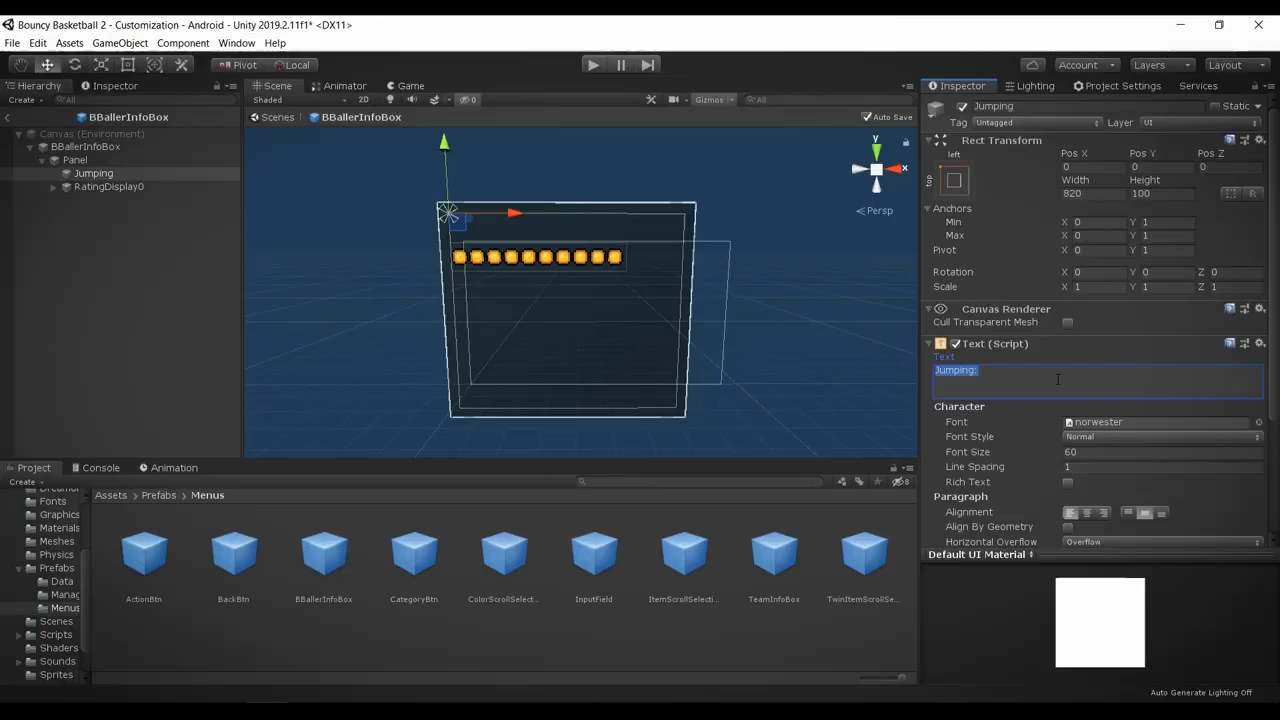 Bouncy Basketball 2 - Customization - Android - Unity 2019.2.11f1* <DX11>
File Edit Assets GameObject Component Window Help
Pivot Local Account Layers Layout
Hierarchy Inspector Scene Animator Game Inspector Lighting Project Settings Services
Create All Shaded 2D 0 Gizmos All Jumping Static
BBallerInfoBox Scenes BBallerInfoBox Auto Save Tag Untagged Layer UI
Canvas (Environment)
BBallerInfoBox
Panel
Jumping
RatingDisplay0
y
x
Persp
Rect Transform
left Pos X Pos Y Pos Z
top 0 0 0
Width Height
820 100 R
Anchors
Min X 0 Y 1
Max X 0 Y 1
Pivot X 0 Y 1
Rotation X 0 Y 0 Z 0
Scale X 1 Y 1 Z 1
Canvas Renderer
Cull Transparent Mesh
Text (Script)
Text
Jumping:
Character
Font norwester
Font Style Normal
Font Size 60
Line Spacing 1
Rich Text
Paragraph
Alignment
Align By Geometry
Horizontal Overflow Overflow
Default UI Material
Project Console Animation
Create 8
Assets Prefabs Menus
Fonts
Graphics
Materials
Meshes
Physics
Prefabs
Data
Manag
Menus
Scenes
Scripts
Shaders
Sounds
Sprites
ActionBtn BackBtn BBallerInfoBox CategoryBtn ColorScrollSelect... InputField ItemScrollSelecti... TeamInfoBox TwinItemScrollSe...
Auto Generate Lighting Off